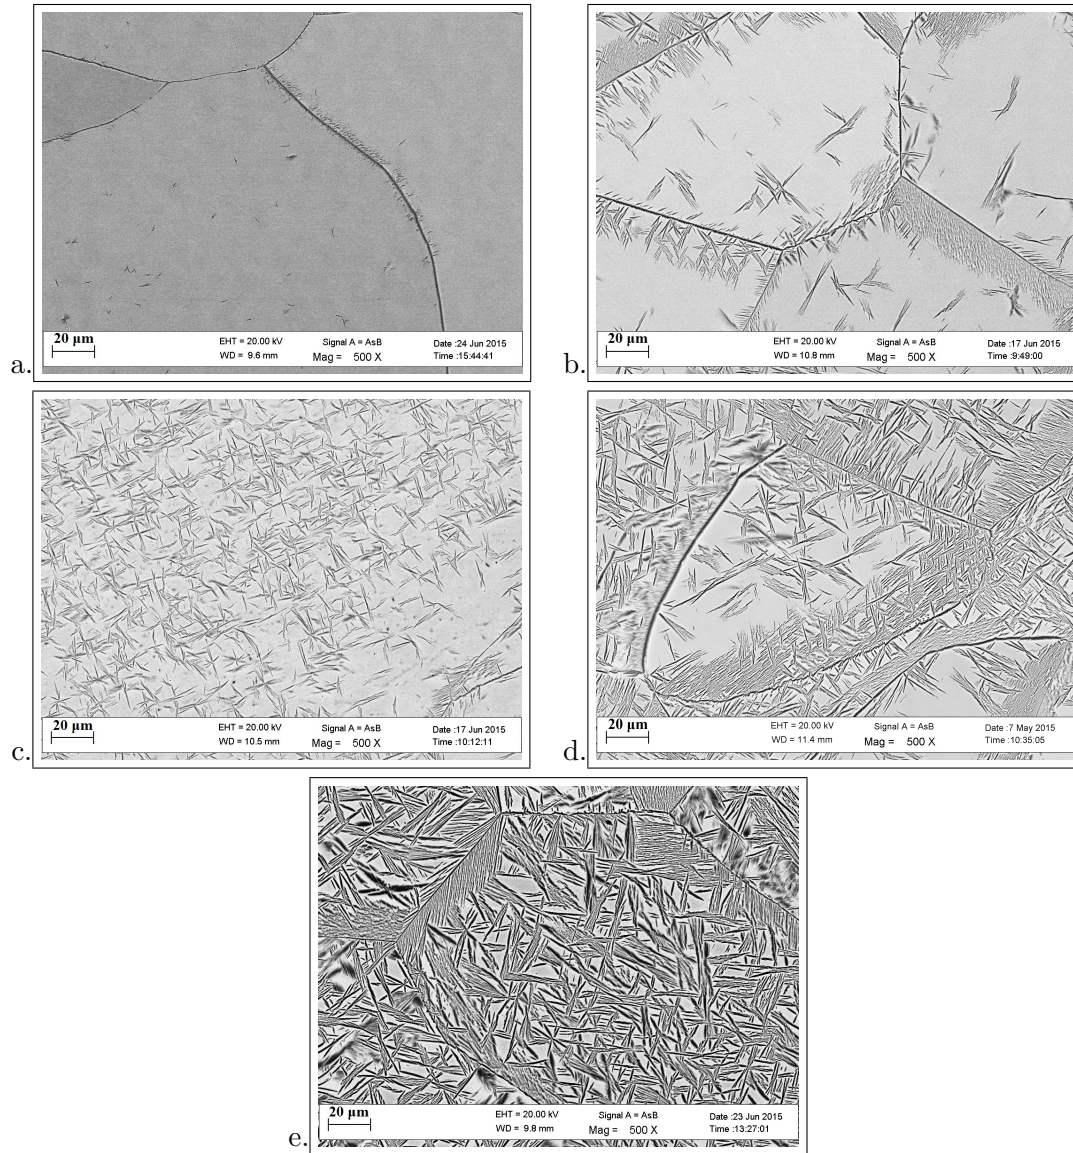 20 µm
EHT = 20.00 kV Signal A = AsB Date :24 Jun 2015
WD = 9.6 mm Mag = 500 X Time :15:44:41
a.
20 µm
EHT = 20.00 kV Signal A = AsB Date :17 Jun 2015
WD = 10.8 mm Mag = 500 X Time :9:49:00
b.
20 µm
EHT = 20.00 kV Signal A = AsB Date :17 Jun 2015
WD = 10.5 mm Mag = 500 X Time :10:12:11
c.
20 µm
EHT = 20.00 kV Signal A = AsB Date :7 May 2015
WD = 11.4 mm Mag = 500 X Time :10:35:05
d.
20 µm
EHT = 20.00 kV Signal A = AsB Date :23 Jun 2015
WD = 9.8 mm Mag = 500 X Time :13:27:01
e.